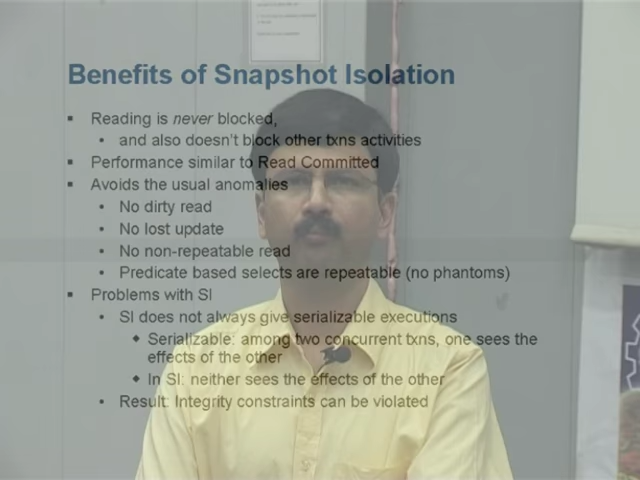 Benefits of Snapshot Isolation
▪ Reading is never blocked,
• and also doesn't block other txns activities
▪ Performance similar to Read Committed
▪ Avoids the usual anomalies
• No dirty read
• No lost update
• No non-repeatable read
• Predicate based selects are repeatable (no phantoms)
▪ Problems with SI
• SI does not always give serializable executions
◆ Serializable: among two concurrent txns, one sees the
effects of the other
◆ In SI: neither sees the effects of the other
• Result: Integrity constraints can be violated